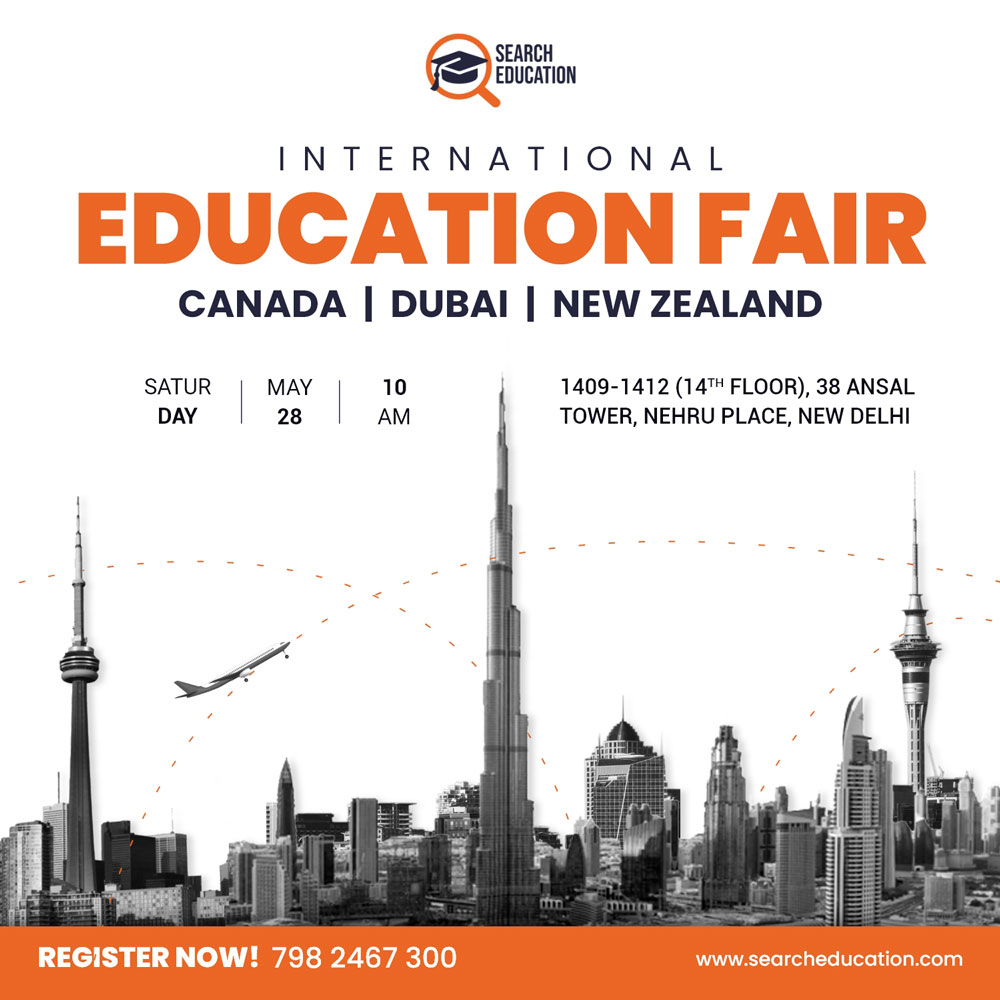 SEARCH
EDUCATION
INTERNATIONAL
EDUCATION FAIR
CANADA | DUBAI | NEW ZEALAND
SATUR
DAY
MAY
28
10
AM
1409-1412 (14TH FLOOR), 38 ANSAL
TOWER, NEHRU PLACE, NEW DELHI
REGISTER NOW! 798 2467 300
www.searcheducation.com